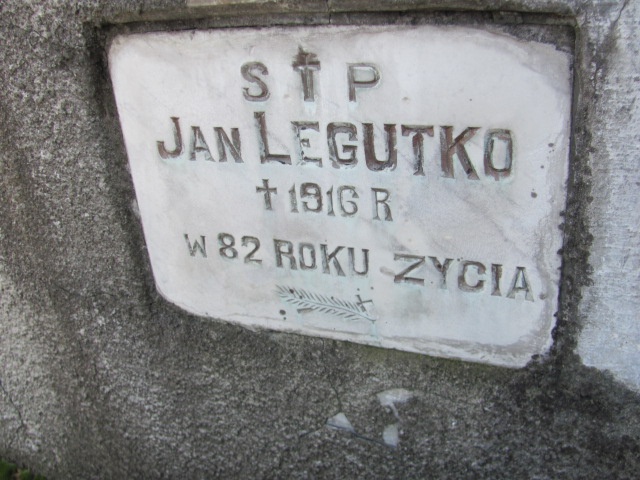 S † P
JAN LEGUTKO
† 1916 R
W 82 ROKU ZYCIA